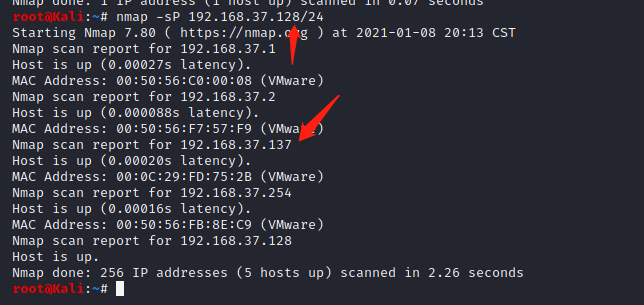 Nmap done: 1 IP address (1 host up) scanned in 0.07 seconds
root@Kali:~# nmap -sP 192.168.37.128/24
Starting Nmap 7.80 ( https://nmap.org ) at 2021-01-08 20:13 CST
Nmap scan report for 192.168.37.1
Host is up (0.00027s latency).
MAC Address: 00:50:56:C0:00:08 (VMware)
Nmap scan report for 192.168.37.2
Host is up (0.000088s latency).
MAC Address: 00:50:56:F7:57:F9 (VMware)
Nmap scan report for 192.168.37.137
Host is up (0.00020s latency).
MAC Address: 00:0C:29:FD:75:2B (VMware)
Nmap scan report for 192.168.37.254
Host is up (0.00016s latency).
MAC Address: 00:50:56:FB:8E:C9 (VMware)
Nmap scan report for 192.168.37.128
Host is up.
Nmap done: 256 IP addresses (5 hosts up) scanned in 2.26 seconds
root@Kali:~#